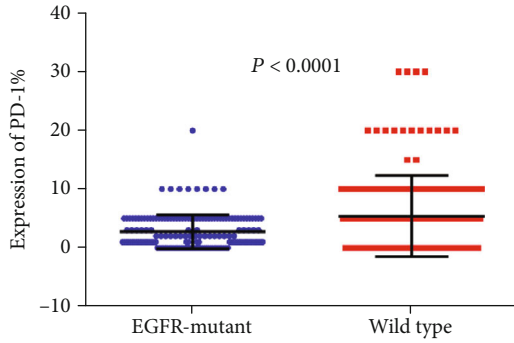 Expression of PD-1%
40
30
20
10
0
−10
P < 0.0001
EGFR-mutant
Wild type